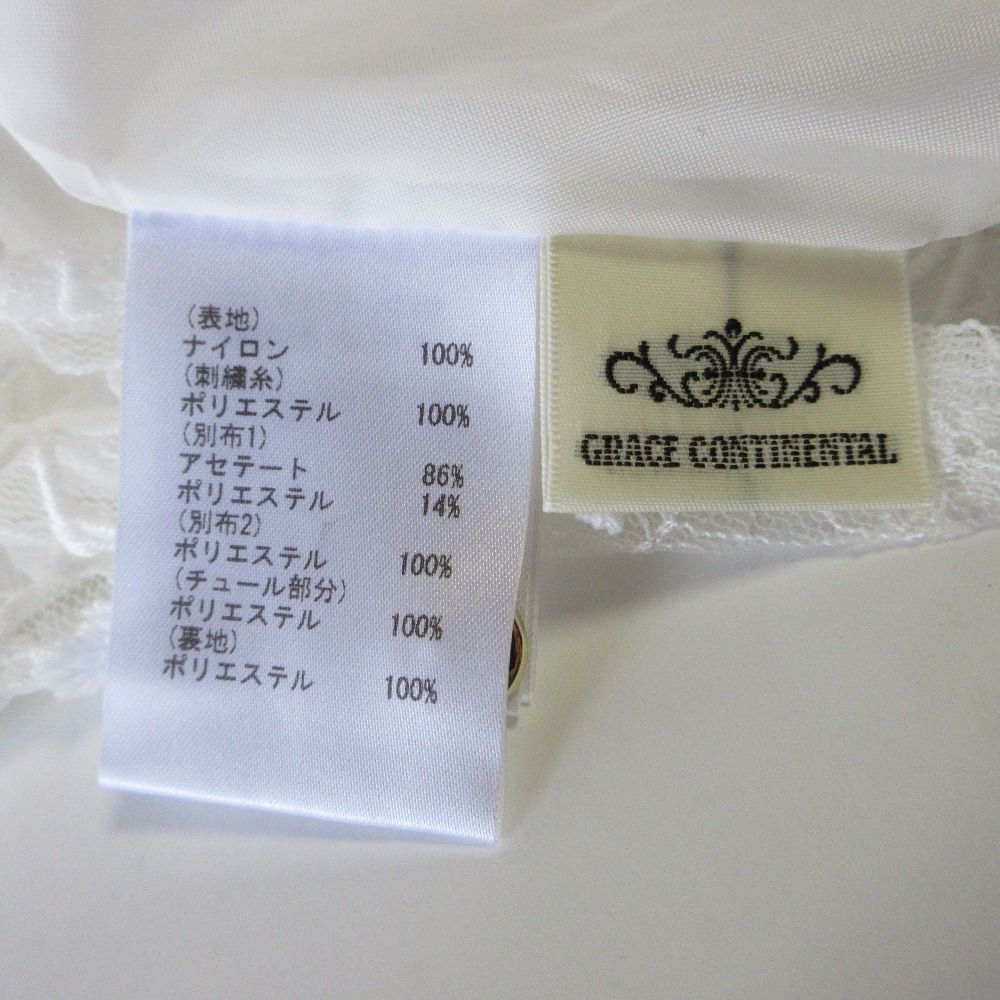 (表地)
ナイロン 100%
(刺繍糸)
ポリエステル 100%
(別布1)
アセテート 86%
ポリエステル 14%
(別布2)
ポリエステル 100%
(チュール部分)
ポリエステル 100%
(裏地)
ポリエステル 100%
GRACE CONTINENTAL